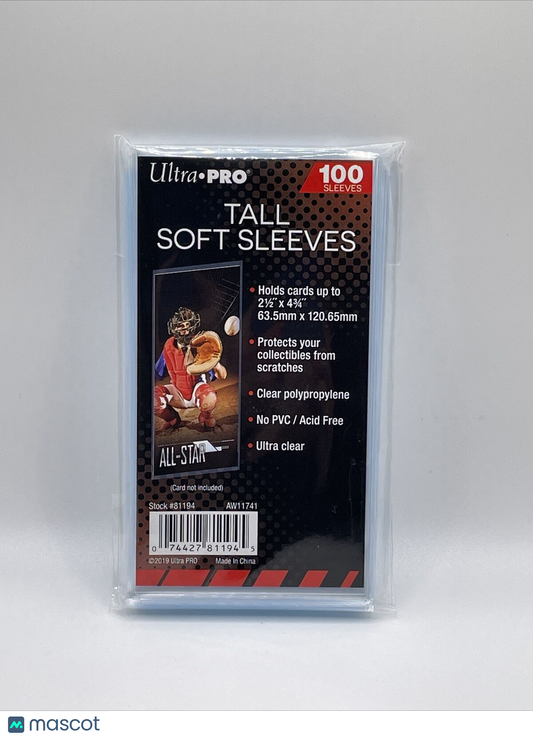 Ultra•PRO®
100
SLEEVES
TALL
SOFT SLEEVES
• Holds cards up to
2½″ x 4¾″
63.5mm x 120.65mm
• Protects your
collectibles from
scratches
• Clear polypropylene
• No PVC / Acid Free
• Ultra clear
ALL-STAR
(Card not included)
Stock #81194 AW11741
0 74427 81194 5
©2019 Ultra PRO Made In China
mascot